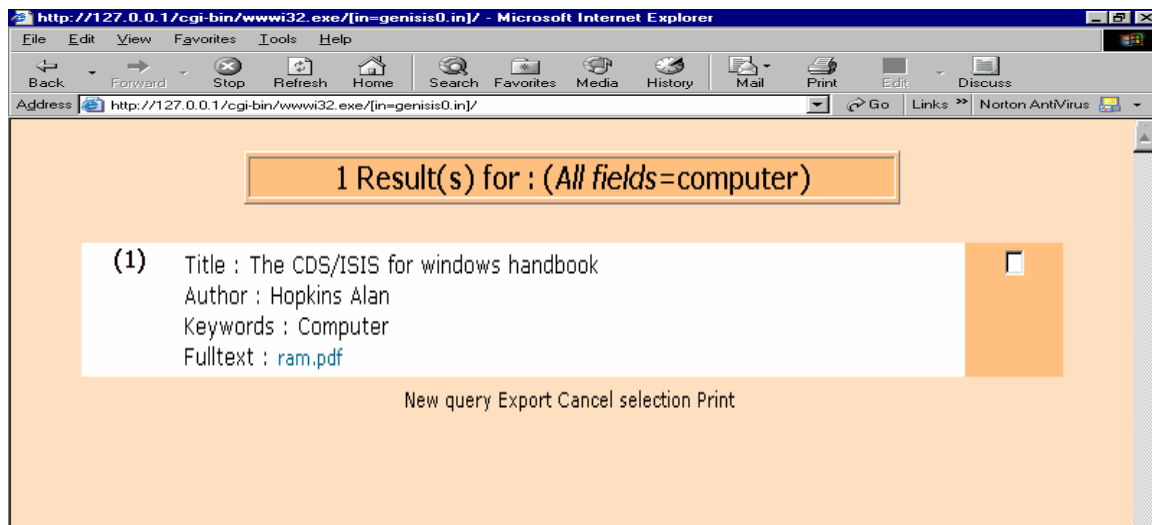 http://127.0.0.1/cgi-bin/wwwi32.exe/[in=genisis0.in]/ - Microsoft Internet Explorer
File Edit View Favorites Tools Help
Back Forward Stop Refresh Home Search Favorites Media History Mail Print Edit Discuss
Address http://127.0.0.1/cgi-bin/wwwi32.exe/[in=genisis0.in]/ Go Links » Norton AntiVirus
1 Result(s) for : (All fields=computer)
(1) Title : The CDS/ISIS for windows handbook
Author : Hopkins Alan
Keywords : Computer
Fulltext : ram.pdf
New query Export Cancel selection Print